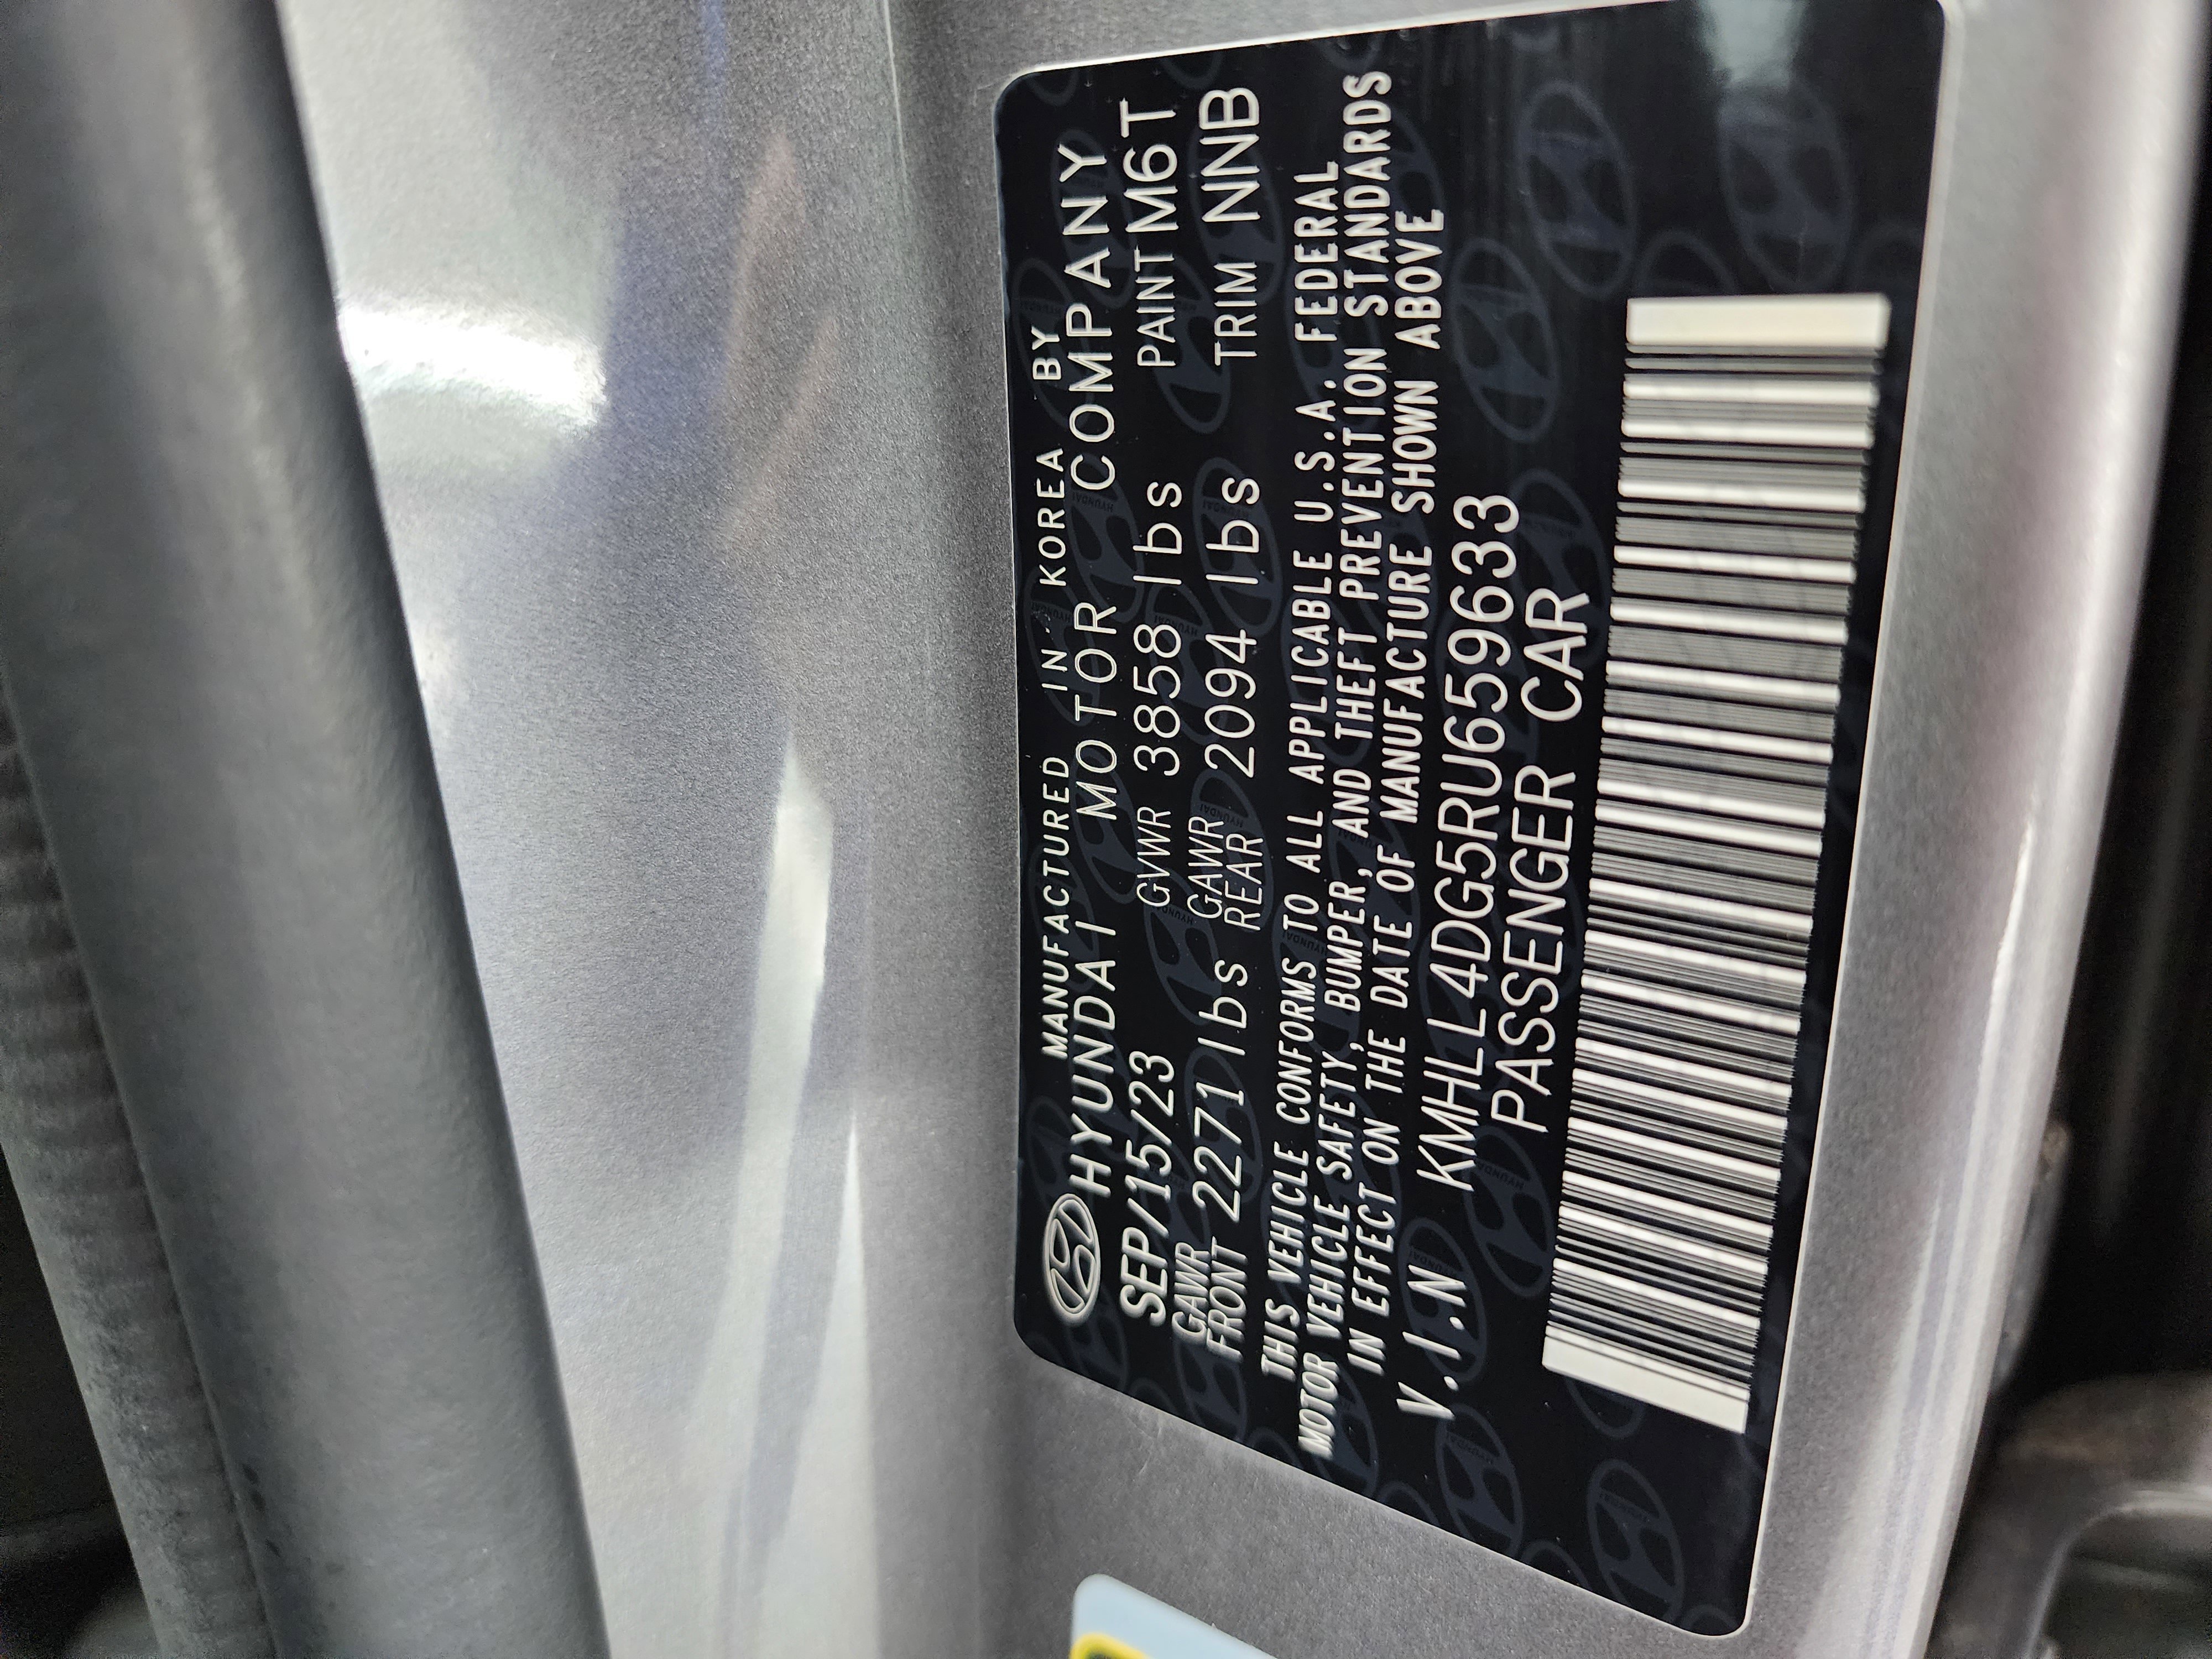 MANUFACTURED IN KOREA BY
HYUNDAI MOTOR COMPANY
SEP/15/23 GVWR 3858 lbs PAINT M6T
GAWR FRONT 2271 lbs GAWR REAR 2094 lbs TRIM NNB
THIS VEHICLE CONFORMS TO ALL APPLICABLE U.S.A. FEDERAL
MOTOR VEHICLE SAFETY, BUMPER, AND THEFT PREVENTION STANDARDS
IN EFFECT ON THE DATE OF MANUFACTURE SHOWN ABOVE
V.I.N KMHLL4DG5RU659633
PASSENGER CAR